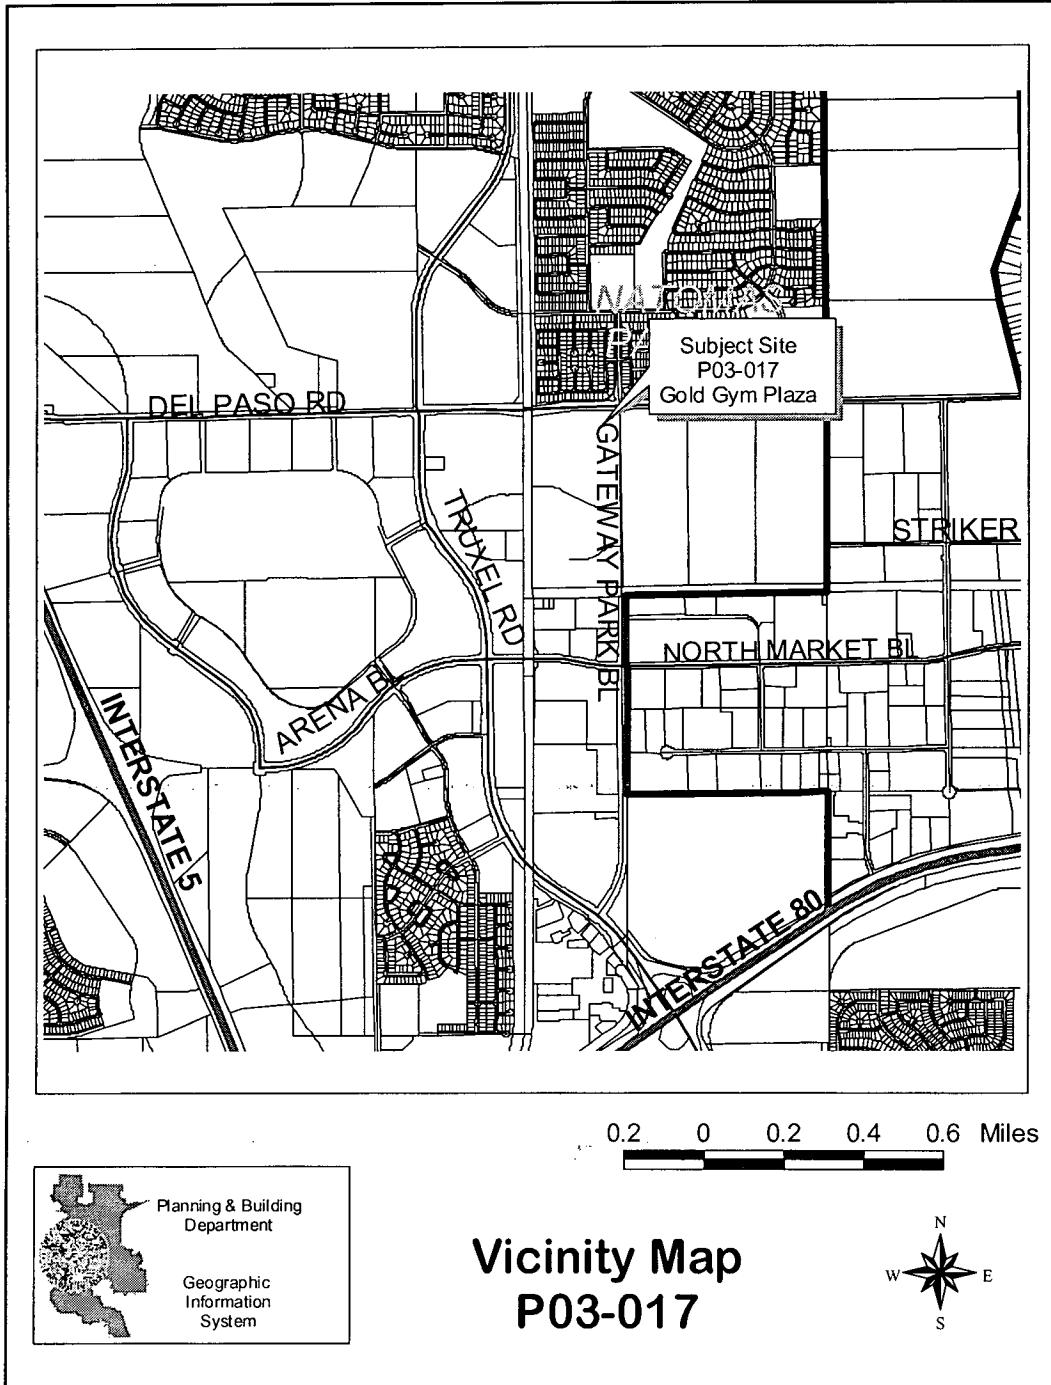 NATOMAS
Subject Site
P03-017
Gold Gym Plaza
DEL PASO RD
GATEWAY PARK BL
TRUXEL RD
STRIKER
NORTH MARKET BL
ARENA BL
INTERSTATE 5
INTERSTATE 80
0.2 0 0.2 0.4 0.6 Miles
Planning & Building
Department
Geographic
Information
System
Vicinity Map
P03-017
N
W E
S